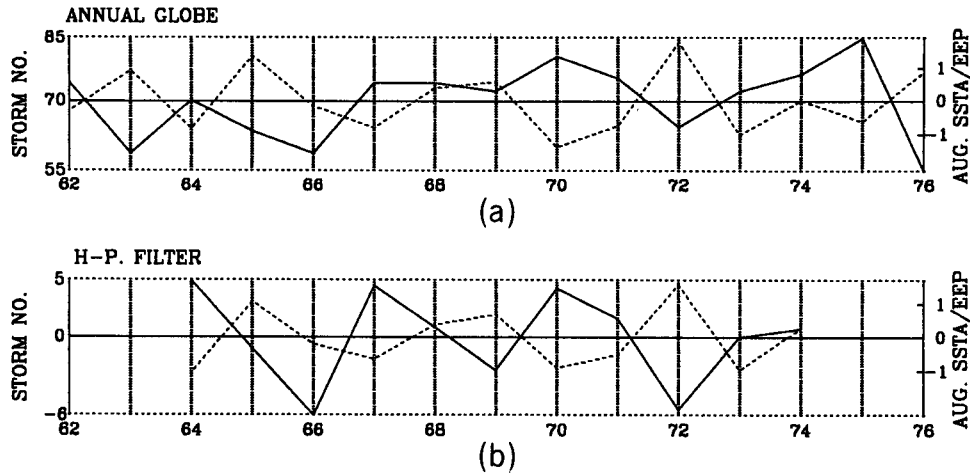 ANNUAL GLOBE
85
70
55
STORM NO.
1
0
-1
AUG. SSTA/EEP
62 64 66 68 70 72 74 76
(a)
H-P. FILTER
5
0
-6
STORM NO.
1
0
-1
AUG. SSTA/EEP
62 64 66 68 70 72 74 76
(b)